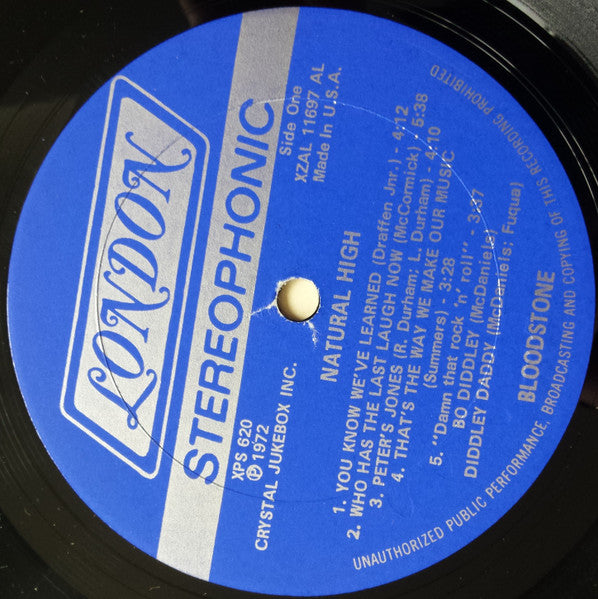 LONDON
STEREOPHONIC
XPS 620
℗ 1972
CRYSTAL JUKEBOX INC.
Side One
XZAL 11697 AL
Made in U.S.A.
NATURAL HIGH
1. YOU KNOW WE'VE LEARNED (Draffen Jnr.) - 4:12
2. WHO HAS THE LAST LAUGH NOW (McCormick) 5:38
3. PETER'S JONES (R. Durham; L. Durham) - 4:10
4. THAT'S THE WAY WE MAKE OUR MUSIC
(Summers) - 3:28
5. "Damn that rock 'n' roll" - 3:37
BO DIDDLEY (McDaniels)
DIDDLEY DADDY (McDaniels; Fuqua)
BLOODSTONE
UNAUTHORIZED PUBLIC PERFORMANCE, BROADCASTING AND COPYING OF THIS RECORDING PROHIBITED